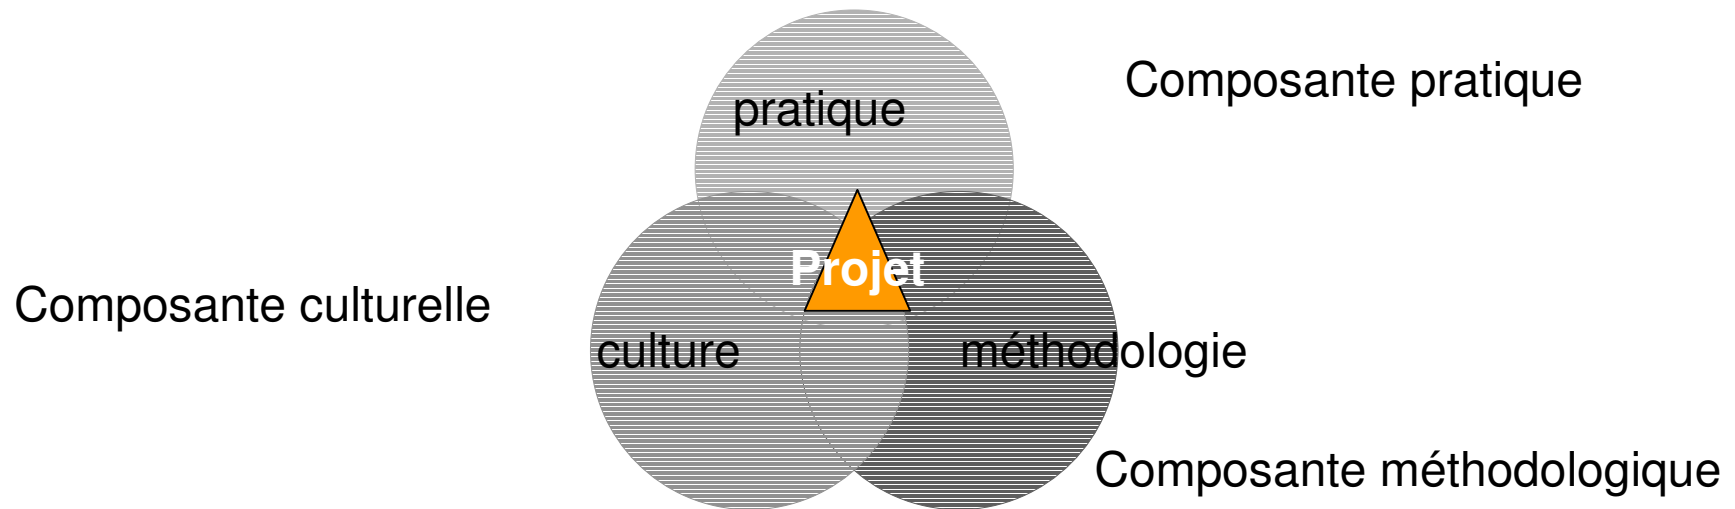 Composante pratique
pratique
Projet
Composante culturelle
culture
méthodologie
Composante méthodologique